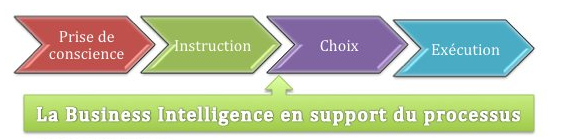 Prise de
conscience
Instruction
Choix
Exécution
La Business Intelligence en support du processus